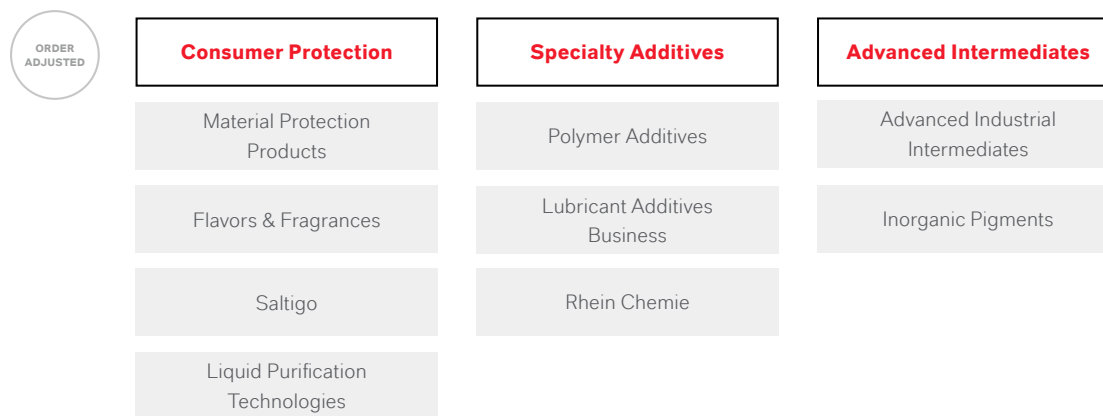 ORDER
ADJUSTED
Consumer Protection
Material Protection
Products
Flavors & Fragrances
Saltigo
Liquid Purification
Technologies
Specialty Additives
Polymer Additives
Lubricant Additives
Business
Rhein Chemie
Advanced Intermediates
Advanced Industrial
Intermediates
Inorganic Pigments